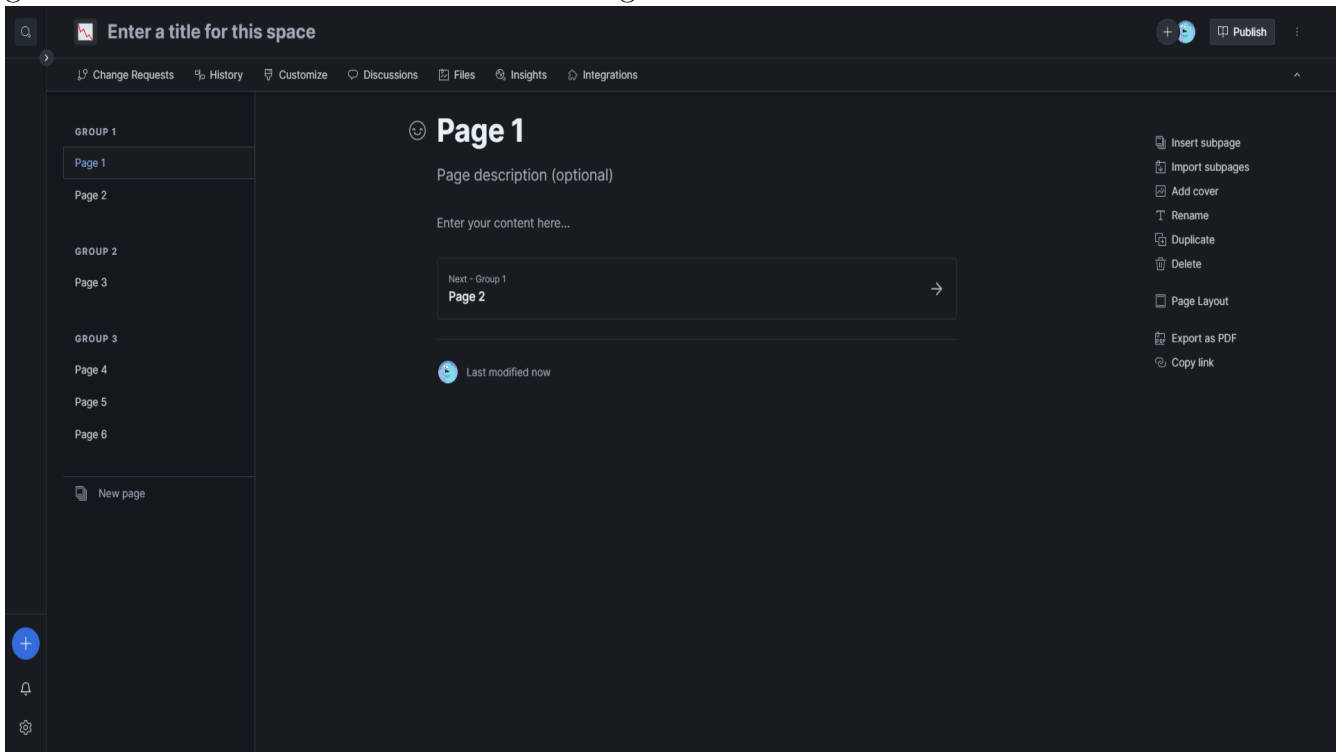 Enter a title for this space
Publish
Change Requests
History
Customize
Discussions
Files
Insights
Integrations
GROUP 1
Page 1
Page 2
GROUP 2
Page 3
GROUP 3
Page 4
Page 5
Page 6
New page
Page 1
Page description (optional)
Enter your content here...
Next - Group 1
Page 2
Last modified now
Insert subpage
Import subpages
Add cover
Rename
Duplicate
Delete
Page Layout
Export as PDF
Copy link